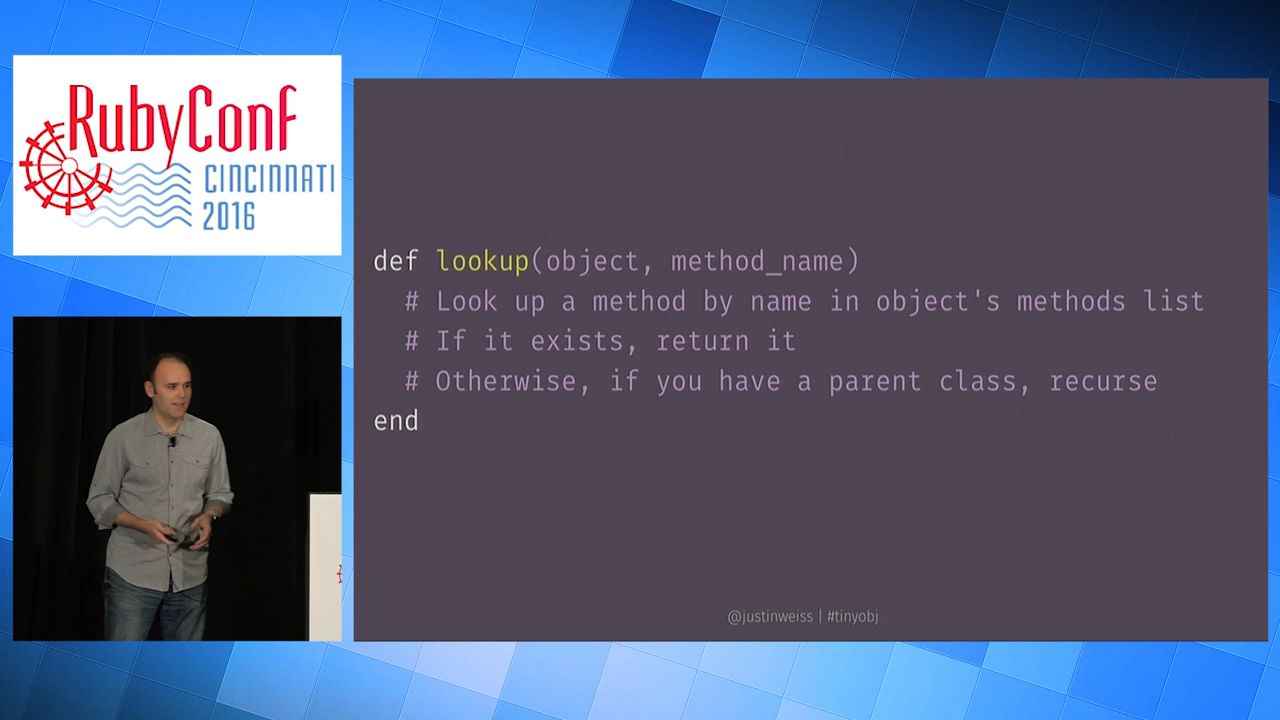 RubyConf
CINCINNATI
2016
def lookup(object, method_name)
# Look up a method by name in object's methods list
# If it exists, return it
# Otherwise, if you have a parent class, recurse
end
@justinweiss | #tinyobj